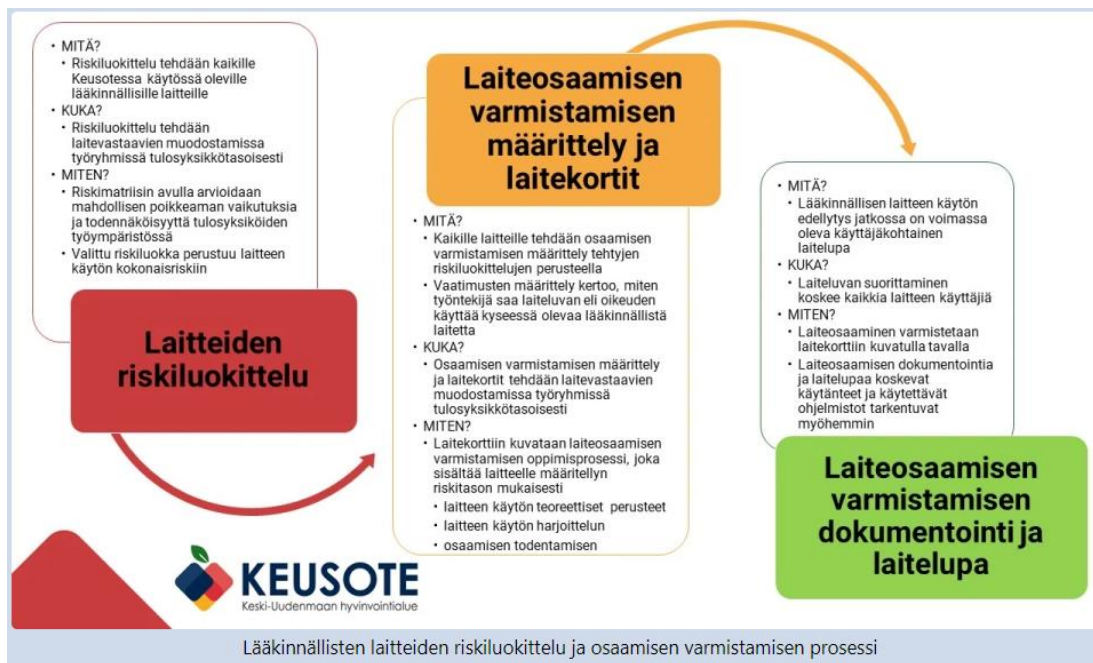 • MITÄ?
• Riskiluokittelu tehdään kaikille
Keusotessa käytössä oleville
lääkinnällisille laitteille
• KUKA?
• Riskiluokittelu tehdään
laitevastaavien muodostamissa
työryhmissä tulosyksikkötasoisesti
• MITEN?
• Riskimatriisin avulla arvioidaan
mahdollisen poikkeaman vaikutuksia
ja todennäköisyyttä tulosyksiköiden
työympäristössä
• Valittu riskiluokka perustuu laitteen
käytön kokonaisriskiin
Laitteiden
riskiluokittelu
Laiteosaamisen
varmistamisen
määrittely ja
laitekortit
• MITÄ?
• Kaikille laitteille tehdään osaamisen
varmistamisen määrittely tehtyjen
riskiluokittelujen perusteella
• Vaatimusten määrittely kertoo, miten
työntekijä saa laiteluvan eli oikeuden
käyttää kyseessä olevaa lääkinnällistä
laitetta
• KUKA?
• Osaamisen varmistamisen määrittely
ja laitekortit tehdään laitevastaavien
muodostamissa työryhmissä
tulosyksikkötasoisesti
• MITEN?
• Laitekorttiin kuvataan laiteosaamisen
varmistamisen oppimisprosessi, joka
sisältää laitteelle määritellyn
riskitason mukaisesti
• laitteen käytön teoreettiset perusteet
• laitteen käytön harjoittelun
• osaamisen todentamisen
• MITÄ?
• Lääkinnällisen laitteen käytön
edellytys jatkossa on voimassa
oleva käyttäjäkohtainen
laitelupa
• KUKA?
• Laiteluvan suorittaminen
koskee kaikkia laitteen käyttäjiä
• MITEN?
• Laiteosaaminen varmistetaan
laitekorttiin kuvatulla tavalla
• Laiteosaamisen dokumentointia
ja laitelupaa koskevat
käytänteet ja käytettävät
ohjelmistot tarkentuvat
myöhemmin
Laiteosaamisen
varmistamisen
dokumentointi ja
laitelupa
KEUSOTE
Keski-Uudenmaan hyvinvointialue
Lääkinnällisten laitteiden riskiluokittelu ja osaamisen varmistamisen prosessi